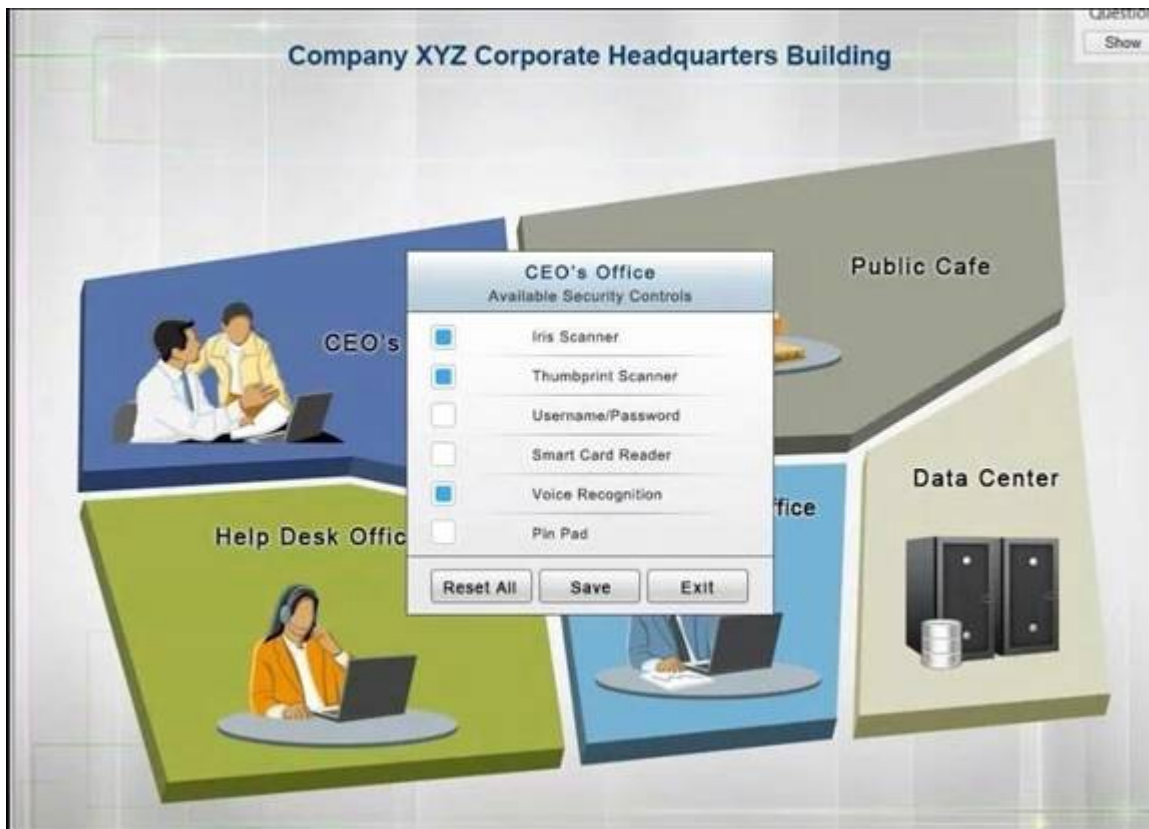 Question
Show
Company XYZ Corporate Headquarters Building
Public Cafe
CEO's
CEO's Office
Available Security Controls
Iris Scanner
Thumbprint Scanner
Username/Password
Smart Card Reader
Voice Recognition
Pin Pad
Reset All
Save
Exit
Data Center
ffice
Help Desk Offic